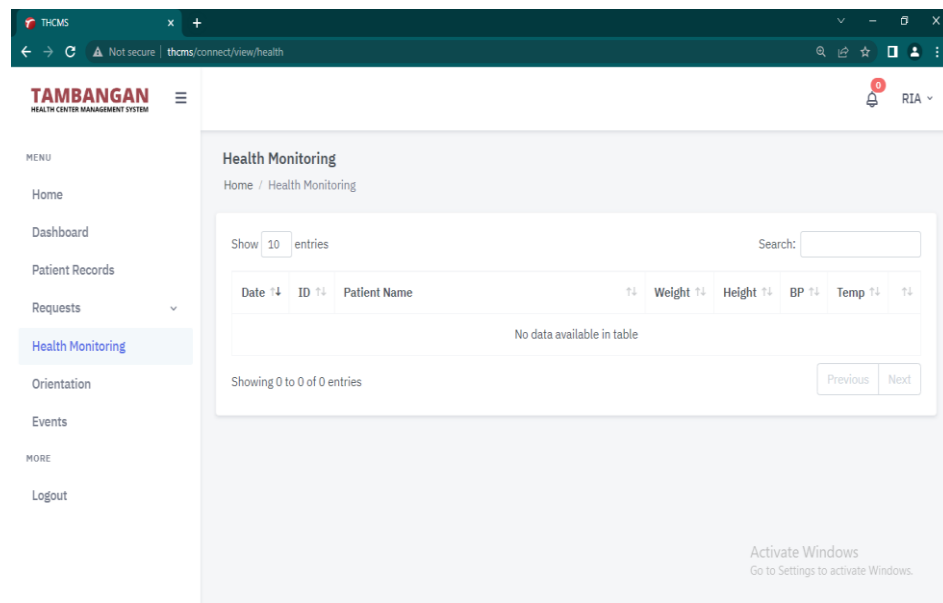 THCMS
Not secure | thcms/connect/view/health
TAMBANGAN
HEALTH CENTER MANAGEMENT SYSTEM
0
RIA
MENU
Home
Dashboard
Patient Records
Requests
Health Monitoring
Orientation
Events
MORE
Logout
Health Monitoring
Home / Health Monitoring
Show 10 entries
Search:
Date ID Patient Name Weight Height BP Temp
No data available in table
Showing 0 to 0 of 0 entries
Previous Next
Activate Windows
Go to Settings to activate Windows.